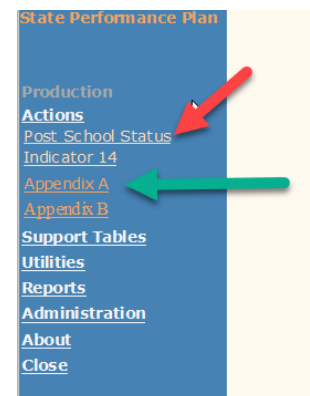 State Performance Plan
Production
Actions
Post School Status
Indicator 14
Appendix A
Appendix B
Support Tables
Utilities
Reports
Administration
About
Close